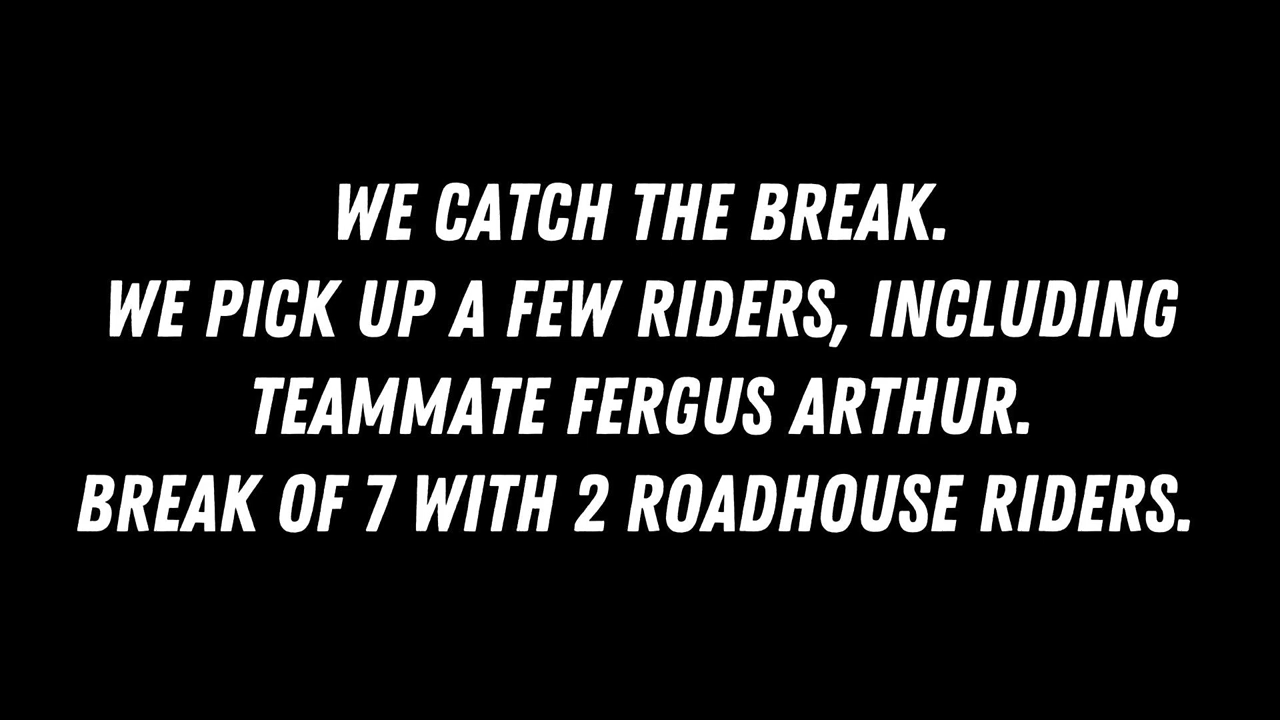 WE CATCH THE BREAK.
WE PICK UP A FEW RIDERS, INCLUDING
TEAMMATE FERGUS ARTHUR.
BREAK OF 7 WITH 2 ROADHOUSE RIDERS.